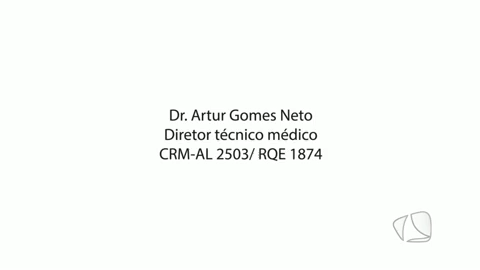 Dr. Artur Gomes Neto
Diretor técnico médico
CRM-AL 2503/ RQE 1874